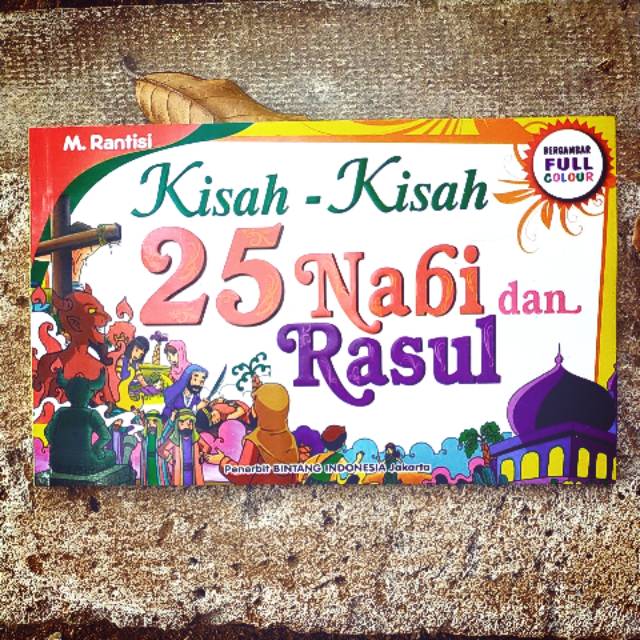 M. Rantisi
BERGAMBAR
FULL
COLOUR
Kisah - Kisah
25 Nabi dan
Rasul
Penerbit BINTANG INDONESIA Jakarta